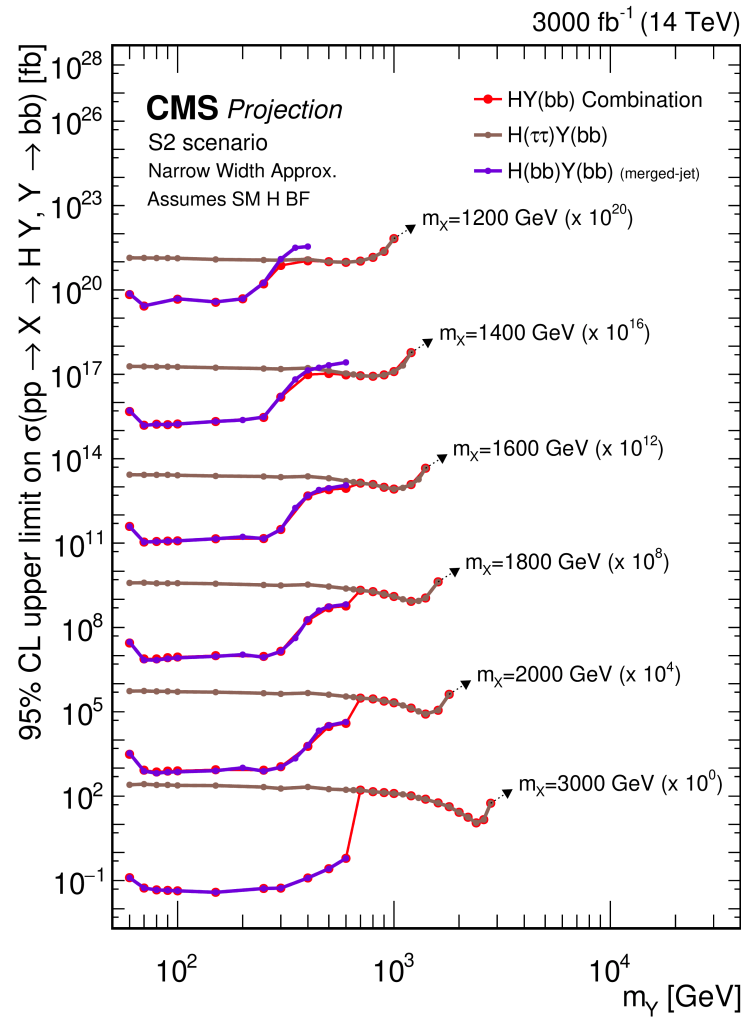 3000 fb⁻¹ (14 TeV)
95% CL upper limit on σ(pp → X → H Y, Y → bb) [fb]
10²⁸
10²⁶
10²³
10²⁰
10¹⁷
10¹⁴
10¹¹
10⁸
10⁵
10²
10⁻¹
CMS Projection
S2 scenario
Narrow Width Approx.
Assumes SM H BF
HY(bb) Combination
H(ττ)Y(bb)
H(bb)Y(bb) (merged-jet)
m_X=1200 GeV (x 10²⁰)
m_X=1400 GeV (x 10¹⁶)
m_X=1600 GeV (x 10¹²)
m_X=1800 GeV (x 10⁸)
m_X=2000 GeV (x 10⁴)
m_X=3000 GeV (x 10⁰)
10² 10³ 10⁴
m_Y [GeV]